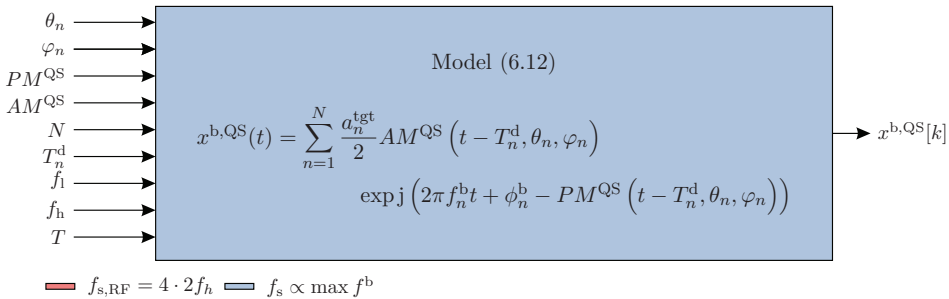 θ_n
φ_n
PM^QS
AM^QS
N
T_n^d
f_l
f_h
T
Model (6.12)
x^{b,QS}(t) = \sum_{n=1}^{N} \frac{a_n^{tgt}}{2} AM^{QS} (t − T_n^d, θ_n, φ_n)
exp j (2π f_n^b t + ϕ_n^b − PM^{QS} (t − T_n^d, θ_n, φ_n))
x^{b,QS}[k]
f_{s,RF} = 4 · 2f_h f_s ∝ max f^b